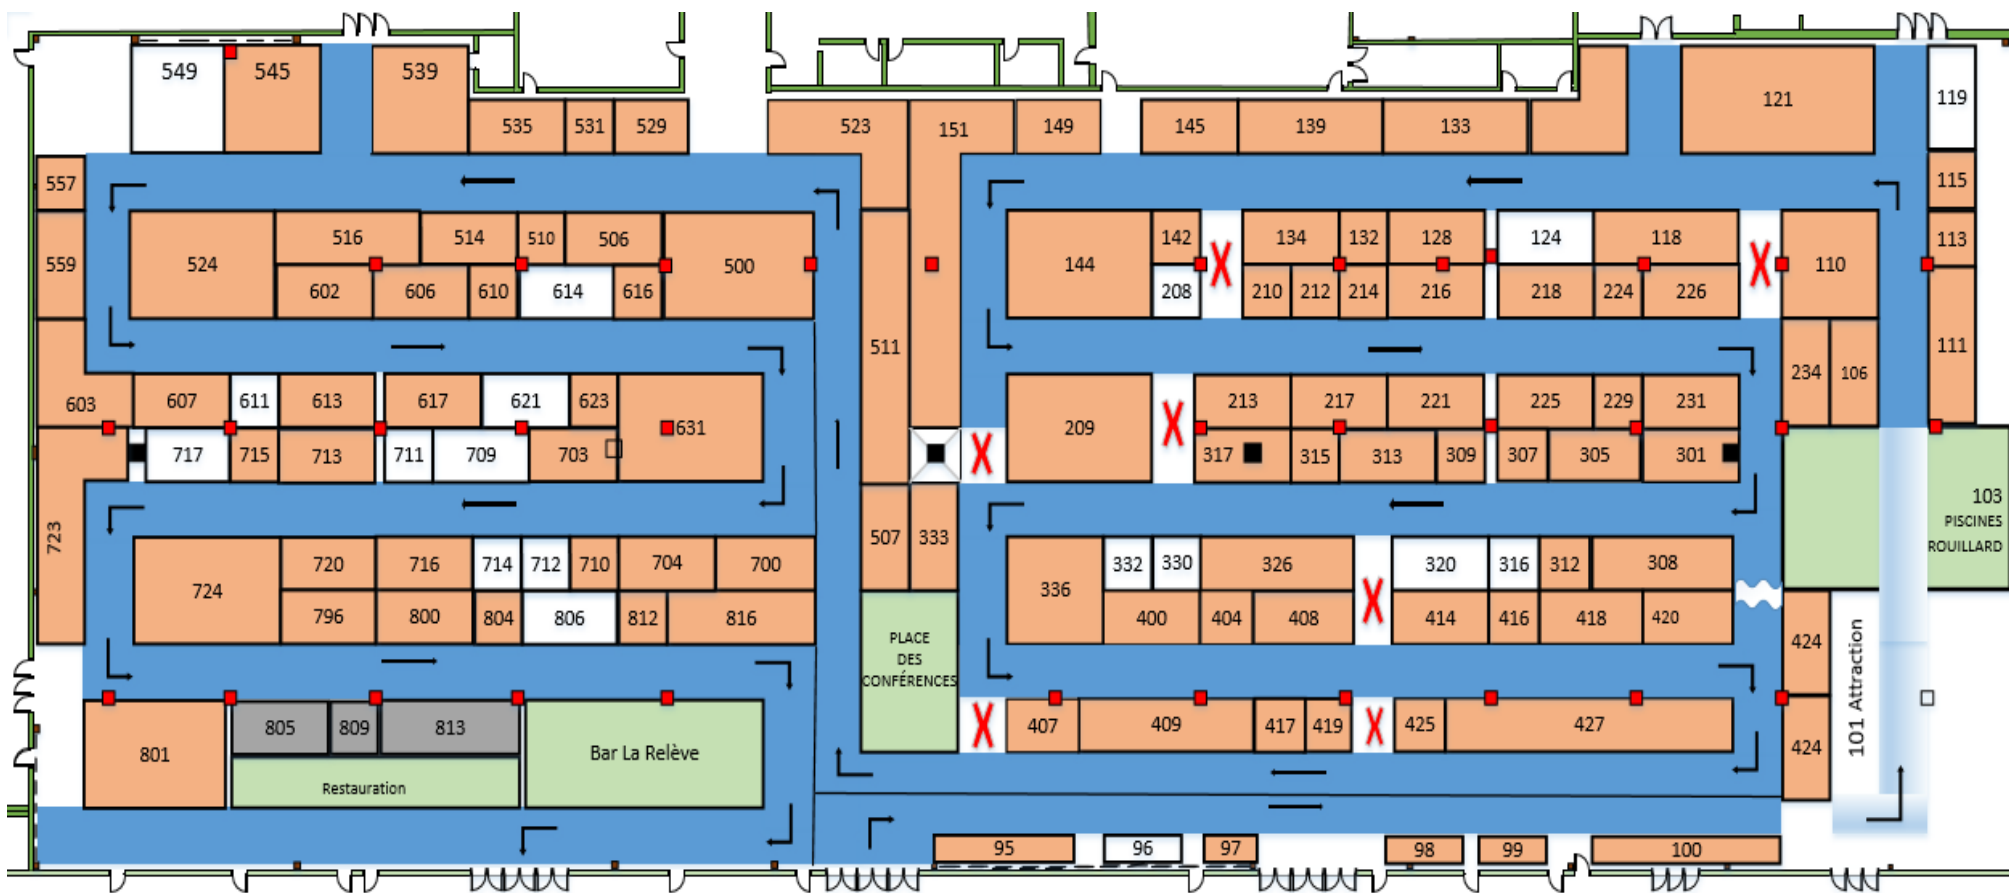 549 545 539
535 531 529 523 151 149 145 139 133 121 119
557 115
516 514 510 506 142 134 132 128 124 118 113
559 524 500 144 110
602 606 610 614 616 208 210 212 214 216 218 224 226
511 111
234 106
607 611 613 617 621 623 213 217 221 225 229 231
603
631 209
717 715 713 711 709 703 317 315 313 309 307 305 301
103
PISCINES
ROUILLARD
723
507 333
720 716 714 712 710 704 700 332 330 326 320 316 312 308
724 336
796 800 804 806 812 816 400 404 408 414 416 418 420
424
PLACE
DES
CONFÉRENCES
101 Attraction
805 809 813 407 409 417 419 425 427
801 Bar La Relève
424
Restauration
95 96 97 98 99 100